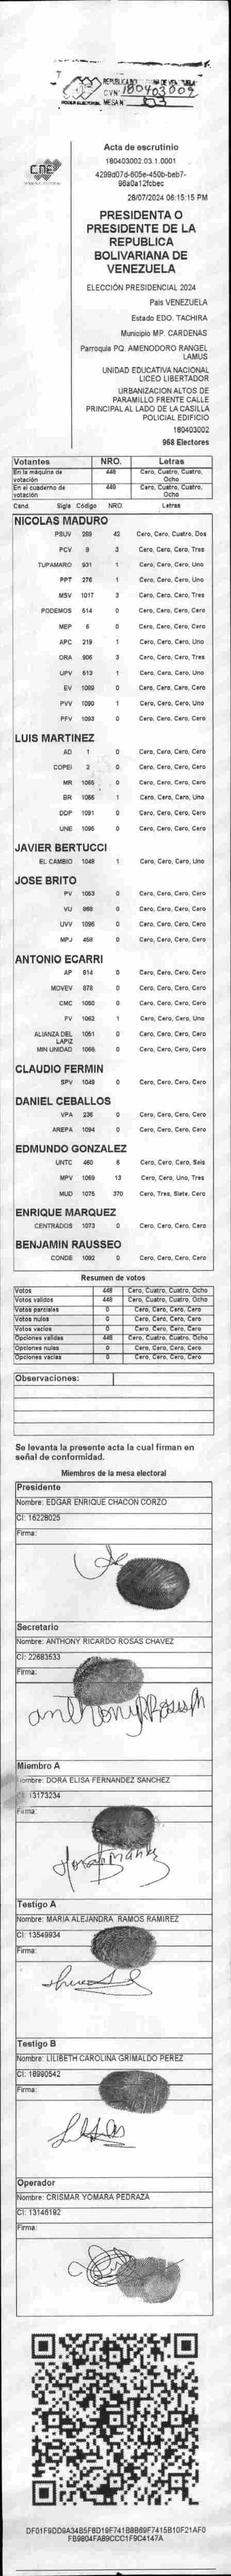 REPUBLICA BOLIVARIANA DE VENEZUELA
CVN: 180403002
PODER ELECTORAL MESA N°
CNE
Acta de escrutinio
180403002.03.1.0001
4299d07d-605e-450b-beb7-
96a0a12fcbec
28/07/2024 06:15:15 PM
PRESIDENTA O
PRESIDENTE DE LA
REPUBLICA
BOLIVARIANA DE
VENEZUELA
ELECCIÓN PRESIDENCIAL 2024
País VENEZUELA
Estado EDO. TACHIRA
Municipio MP. CARDENAS
Parroquia PQ. AMENODORO RANGEL
LAMUS
UNIDAD EDUCATIVA NACIONAL
LICEO LIBERTADOR
URBANIZACION ALTOS DE
PARAMILLO FRENTE CALLE
PRINCIPAL AL LADO DE LA CASILLA
POLICIAL EDIFICIO
180403002
968 Electores
Votantes NRO. Letras
En la máquina de votación 448 Cero, Cuatro, Cuatro, Ocho
En el cuaderno de votación 448 Cero, Cuatro, Cuatro, Ocho
Cand. Sigla Código NRO. Letras
NICOLAS MADURO
PSUV 269 42 Cero, Cero, Cuatro, Dos
PCV 9 3 Cero, Cero, Cero, Tres
TUPAMARO 931 1 Cero, Cero, Cero, Uno
PPT 276 1 Cero, Cero, Cero, Uno
MSV 1017 3 Cero, Cero, Cero, Tres
PODEMOS 514 0 Cero, Cero, Cero, Cero
MEP 6 0 Cero, Cero, Cero, Cero
APC 219 1 Cero, Cero, Cero, Uno
ORA 906 3 Cero, Cero, Cero, Tres
UPV 613 1 Cero, Cero, Cero, Uno
EV 1089 0 Cero, Cero, Cero, Cero
PVV 1090 1 Cero, Cero, Cero, Uno
PFV 1093 0 Cero, Cero, Cero, Cero
LUIS MARTINEZ
AD 1 0 Cero, Cero, Cero, Cero
COPEI 2 0 Cero, Cero, Cero, Cero
MR 1065 0 Cero, Cero, Cero, Cero
BR 1066 1 Cero, Cero, Cero, Uno
DDP 1091 0 Cero, Cero, Cero, Cero
UNE 1095 0 Cero, Cero, Cero, Cero
JAVIER BERTUCCI
EL CAMBIO 1048 1 Cero, Cero, Cero, Uno
JOSE BRITO
PV 1053 0 Cero, Cero, Cero, Cero
VU 968 0 Cero, Cero, Cero, Cero
UVV 1096 0 Cero, Cero, Cero, Cero
MPJ 458 0 Cero, Cero, Cero, Cero
ANTONIO ECARRI
AP 914 0 Cero, Cero, Cero, Cero
MOVEV 878 0 Cero, Cero, Cero, Cero
CMC 1050 0 Cero, Cero, Cero, Cero
FV 1062 1 Cero, Cero, Cero, Uno
ALIANZA DEL LAPIZ 1051 0 Cero, Cero, Cero, Cero
MIN UNIDAD 1066 0 Cero, Cero, Cero, Cero
CLAUDIO FERMIN
SPV 1049 0 Cero, Cero, Cero, Cero
DANIEL CEBALLOS
VPA 236 0 Cero, Cero, Cero, Cero
AREPA 1094 0 Cero, Cero, Cero, Cero
EDMUNDO GONZALEZ
UNTC 460 6 Cero, Cero, Cero, Seis
MPV 1069 13 Cero, Cero, Uno, Tres
MUD 1075 370 Cero, Tres, Siete, Cero
ENRIQUE MARQUEZ
CENTRADOS 1073 0 Cero, Cero, Cero, Cero
BENJAMIN RAUSSEO
CONDE 1092 0 Cero, Cero, Cero, Cero
Resumen de votos
Votos 448 Cero, Cuatro, Cuatro, Ocho
Votos validos 448 Cero, Cuatro, Cuatro, Ocho
Votos parciales 0 Cero, Cero, Cero, Cero
Votos nulos 0 Cero, Cero, Cero, Cero
Votos vacios 0 Cero, Cero, Cero, Cero
Opciones validas 448 Cero, Cuatro, Cuatro, Ocho
Opciones nulas 0 Cero, Cero, Cero, Cero
Opciones vacias 0 Cero, Cero, Cero, Cero
Observaciones:
Se levanta la presente acta la cual firman en
señal de conformidad.
Miembros de la mesa electoral
Presidente
Nombre: EDGAR ENRIQUE CHACON CORZO
CI: 16228025
Firma:
Secretario
Nombre: ANTHONY RICARDO ROSAS CHAVEZ
CI: 22683533
Firma:
Miembro A
Nombre: DORA ELISA FERNANDEZ SANCHEZ
CI: 13173234
Firma:
Testigo A
Nombre: MARIA ALEJANDRA RAMOS RAMIREZ
CI: 13549934
Firma:
Testigo B
Nombre: LILIBETH CAROLINA GRIMALDO PEREZ
CI: 18990542
Firma:
Operador
Nombre: CRISMAR YOMARA PEDRAZA
CI: 13146192
Firma:
DF01F9DD9A34B5F8D19F741B8B69F7415B10F21AF0
FB9804FA89CCC1F9C4147A